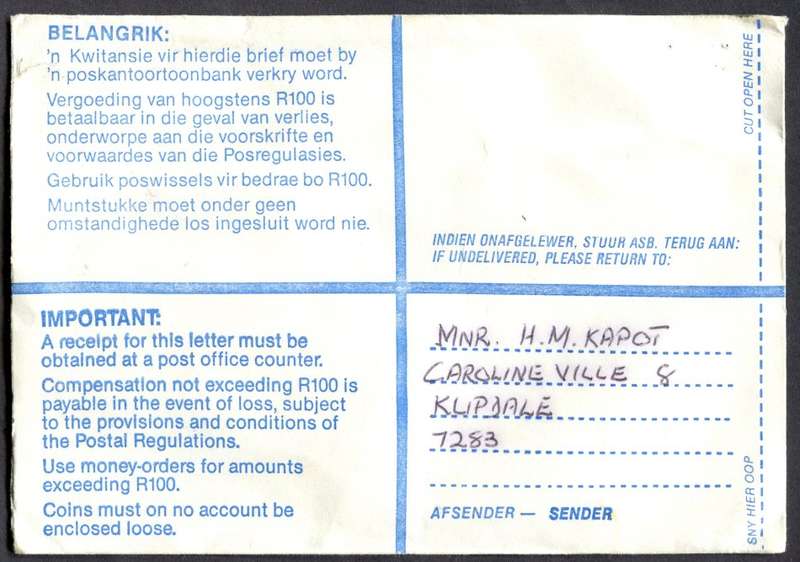 BELANGRIK:
'n Kwitansie vir hierdie brief moet by
'n poskantoortoonbank verkry word.
Vergoeding van hoogstens R100 is
betaalbaar in die geval van verlies,
onderworpe aan die voorskrifte en
voorwaardes van die Posregulasies.
Gebruik poswissels vir bedrae bo R100.
Muntstukke moet onder geen
omstandighede los ingesluit word nie.
CUT OPEN HERE
INDIEN ONAFGELEWER, STUUR ASB. TERUG AAN:
IF UNDELIVERED, PLEASE RETURN TO:
IMPORTANT:
A receipt for this letter must be
obtained at a post office counter.
Compensation not exceeding R100 is
payable in the event of loss, subject
to the provisions and conditions of
the Postal Regulations.
Use money-orders for amounts
exceeding R100.
Coins must on no account be
enclosed loose.
MNR. H.M. KAPOT
CAROLINE VILLE 8
KLIPDALE
7283
AFSENDER — SENDER
SNY HIER OOP